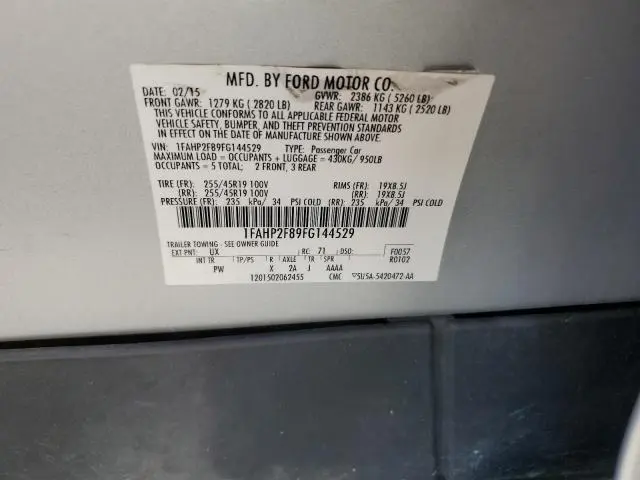 MFD. BY FORD MOTOR CO.
DATE: 02/15 GVWR: 2386 KG ( 5260 LB)
FRONT GAWR: 1279 KG ( 2820 LB) REAR GAWR: 1143 KG ( 2520 LB)
THIS VEHICLE CONFORMS TO ALL APPLICABLE FEDERAL MOTOR
VEHICLE SAFETY, BUMPER, AND THEFT PREVENTION STANDARDS
IN EFFECT ON THE DATE OF MANUFACTURE SHOWN ABOVE.
VIN: 1FAHP2F89FG144529 TYPE: Passenger Car
MAXIMUM LOAD = OCCUPANTS + LUGGAGE = 430KG/ 950LB
OCCUPANTS = 5 TOTAL; 2 FRONT, 3 REAR
TIRE (FR): 255/45R19 100V RIMS (FR): 19X8.5J
(RR): 255/45R19 100V (RR): 19X8.5J
PRESSURE (FR): 235 kPa/ 34 PSI COLD (RR): 235 kPa/ 34 PSI COLD
1FAHP2F89FG144529
TRAILER TOWING - SEE OWNER GUIDE
EXT PNT: UX RC: 71 DSO: F0057
INT TR TP/PS R AXLE TR SPR R0102
PW X 2A J AAAA
1201502062455 CMC ▽5U5A-5420472-AA